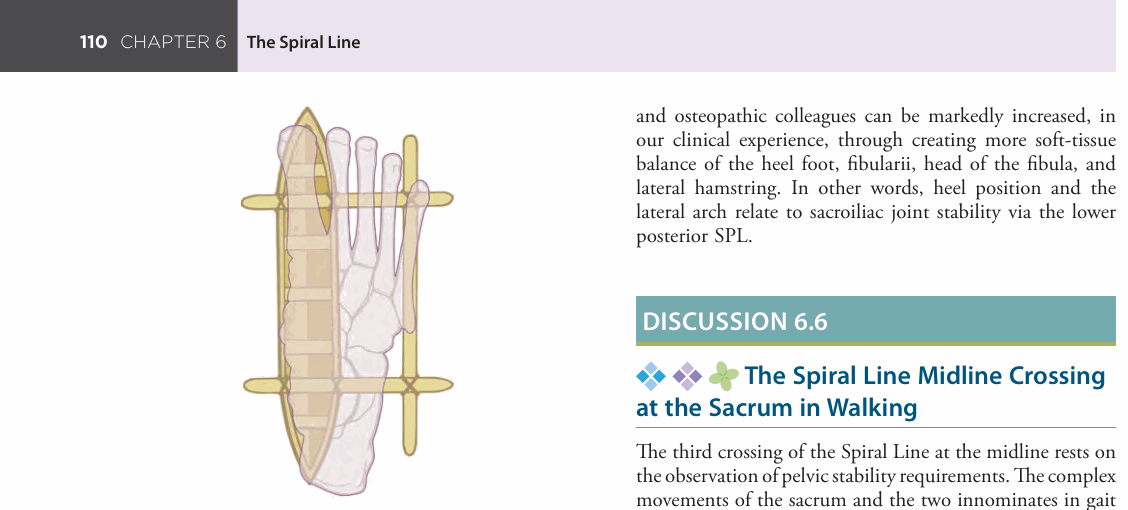 110 CHAPTER 6 The Spiral Line
and osteopathic colleagues can be markedly increased, in
our clinical experience, through creating more soft-tissue
balance of the heel foot, fibularii, head of the fibula, and
lateral hamstring. In other words, heel position and the
lateral arch relate to sacroiliac joint stability via the lower
posterior SPL.
DISCUSSION 6.6
The Spiral Line Midline Crossing
at the Sacrum in Walking
The third crossing of the Spiral Line at the midline rests on
the observation of pelvic stability requirements. The complex
movements of the sacrum and the two innominates in gait